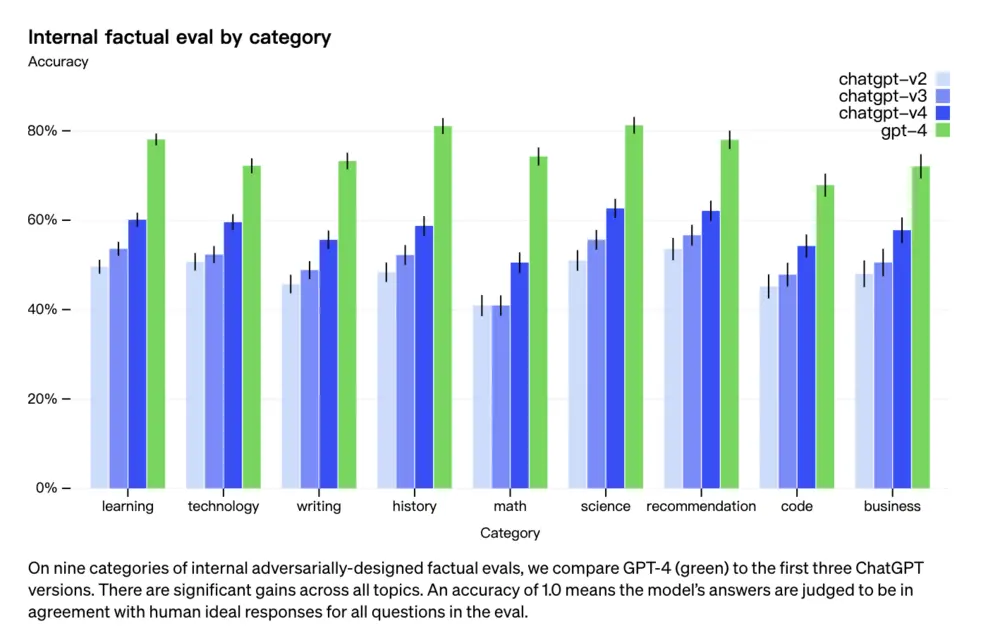 Internal factual eval by category
Accuracy
chatgpt-v2
chatgpt-v3
chatgpt-v4
gpt-4
80%
60%
40%
20%
0%
learning technology writing history math science recommendation code business
Category
On nine categories of internal adversarially-designed factual evals, we compare GPT-4 (green) to the first three ChatGPT
versions. There are significant gains across all topics. An accuracy of 1.0 means the model's answers are judged to be in
agreement with human ideal responses for all questions in the eval.